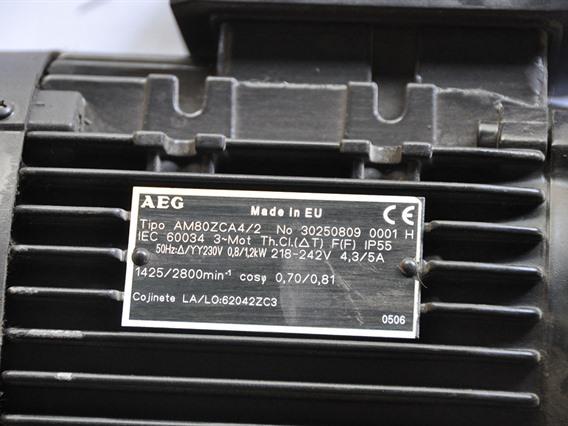 AEG
Made in EU
CE
Tipo AM80ZCA4/2 No 30250809 0001 H
IEC 60034 3~Mot Th.Cl.(ΔT) F(F) IP55
50Hz:Δ/YY230V 0,8/1,2kW 218-242V 4,3/5A
1425/2800min⁻¹ cosφ 0,70/0,81
Cojinete LA/LO:62042ZC3
0506